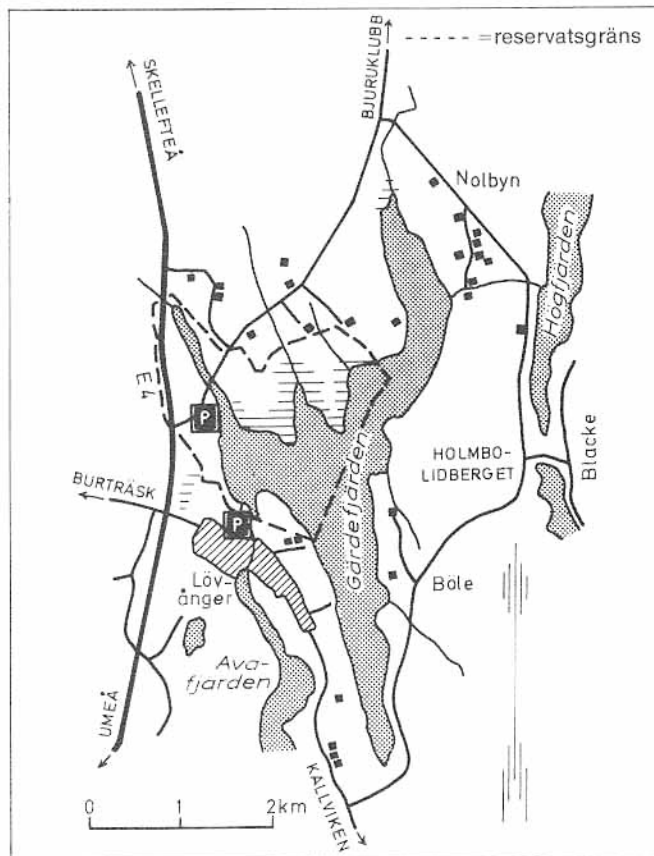 BJURUKLUBB
= reservatsgräns
SKELLEFTEÅ
Nolbyn
Högfjärden
E4
P
Gärdefjärden
HOLMBO-
LIDBERGET
Blacke
BURTRÄSK
P
Löv-
ånger
Böle
Ava-
fjarden
UMEÅ
0 1 2km
KALLVIKEN